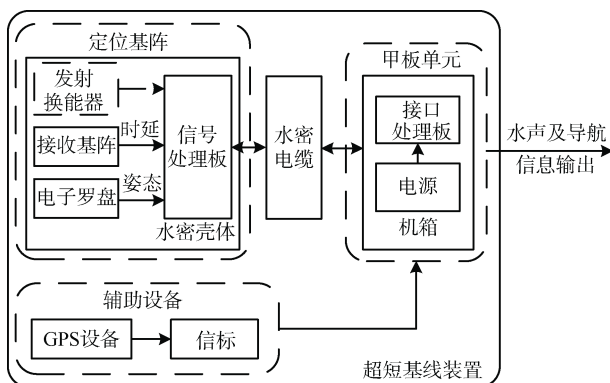 定位基阵
发射
换能器
接收基阵
时延
电子罗盘
姿态
信号
处理板
水密壳体
水密
电缆
甲板单元
接口
处理板
电源
机箱
水声及导航
信息输出
辅助设备
GPS设备
信标
超短基线装置